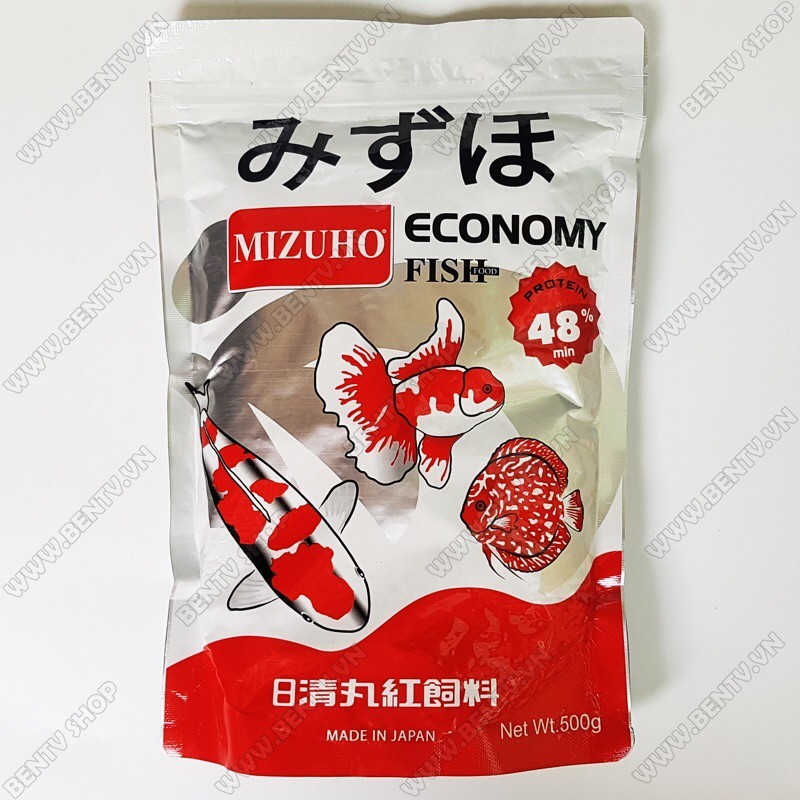 みずほ
MIZUHO®
ECONOMY
FISH
FOOD
PROTEIN
48%
min
日清丸紅飼料
MADE IN JAPAN
Net Wt.500g
WWW.BENTV.VN
BENTV SHOP